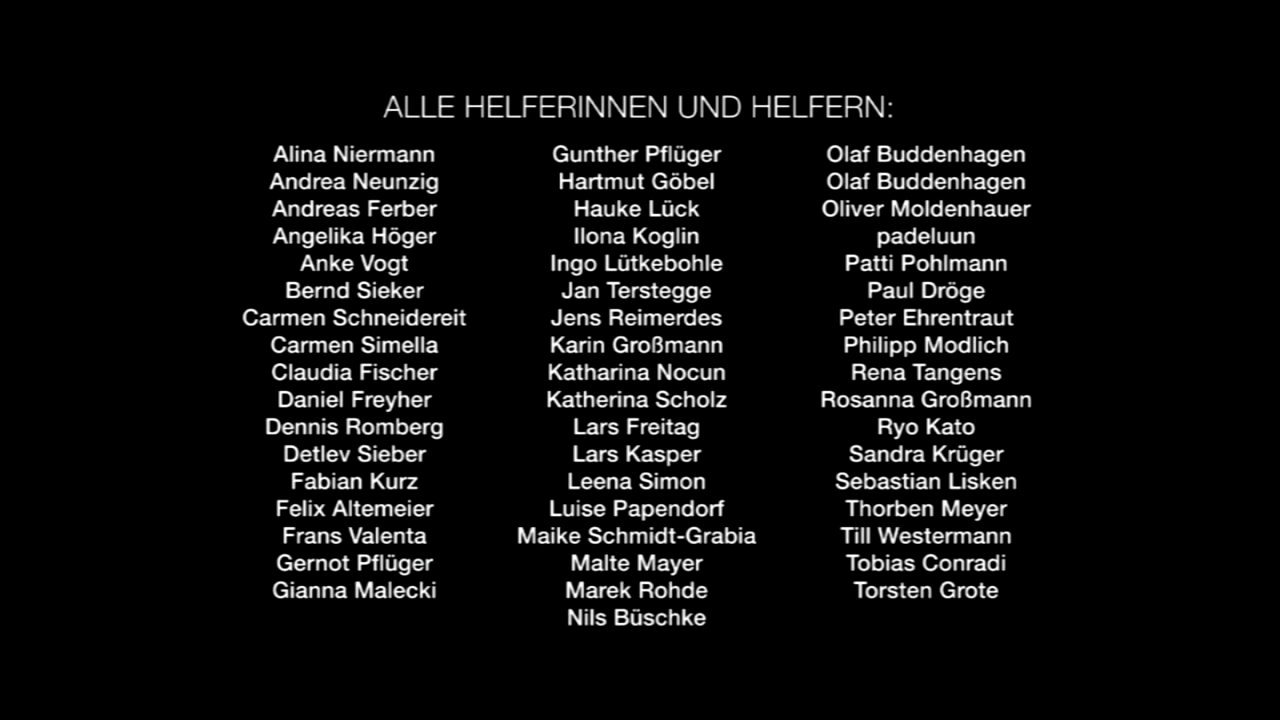 ALLE HELFERINNEN UND HELFERN:
Alina Niermann
Andrea Neunzig
Andreas Ferber
Angelika Höger
Anke Vogt
Bernd Sieker
Carmen Schneidereit
Carmen Simella
Claudia Fischer
Daniel Freyher
Dennis Romberg
Detlev Sieber
Fabian Kurz
Felix Altemeier
Frans Valenta
Gernot Pflüger
Gianna Malecki
Gunther Pflüger
Hartmut Göbel
Hauke Lück
Ilona Koglin
Ingo Lütkebohle
Jan Terstegge
Jens Reimerdes
Karin Großmann
Katharina Nocun
Katherina Scholz
Lars Freitag
Lars Kasper
Leena Simon
Luise Papendorf
Maike Schmidt-Grabia
Malte Mayer
Marek Rohde
Nils Büschke
Olaf Buddenhagen
Olaf Buddenhagen
Oliver Moldenhauer
padeluun
Patti Pohlmann
Paul Dröge
Peter Ehrentraut
Philipp Modlich
Rena Tangens
Rosanna Großmann
Ryo Kato
Sandra Krüger
Sebastian Lisken
Thorben Meyer
Till Westermann
Tobias Conradi
Torsten Grote